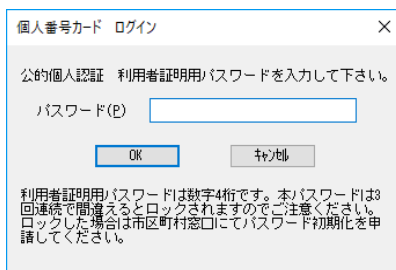 個人番号カード　ログイン
公的個人認証　利用者証明用パスワードを入力して下さい。
パスワード(P)
OK
ｷｬﾝｾﾙ
利用者証明用パスワードは数字4桁です。本パスワードは3
回連続で間違えるとロックされますのでご注意ください。
ロックした場合は市区町村窓口にてパスワード初期化を申
請してください。